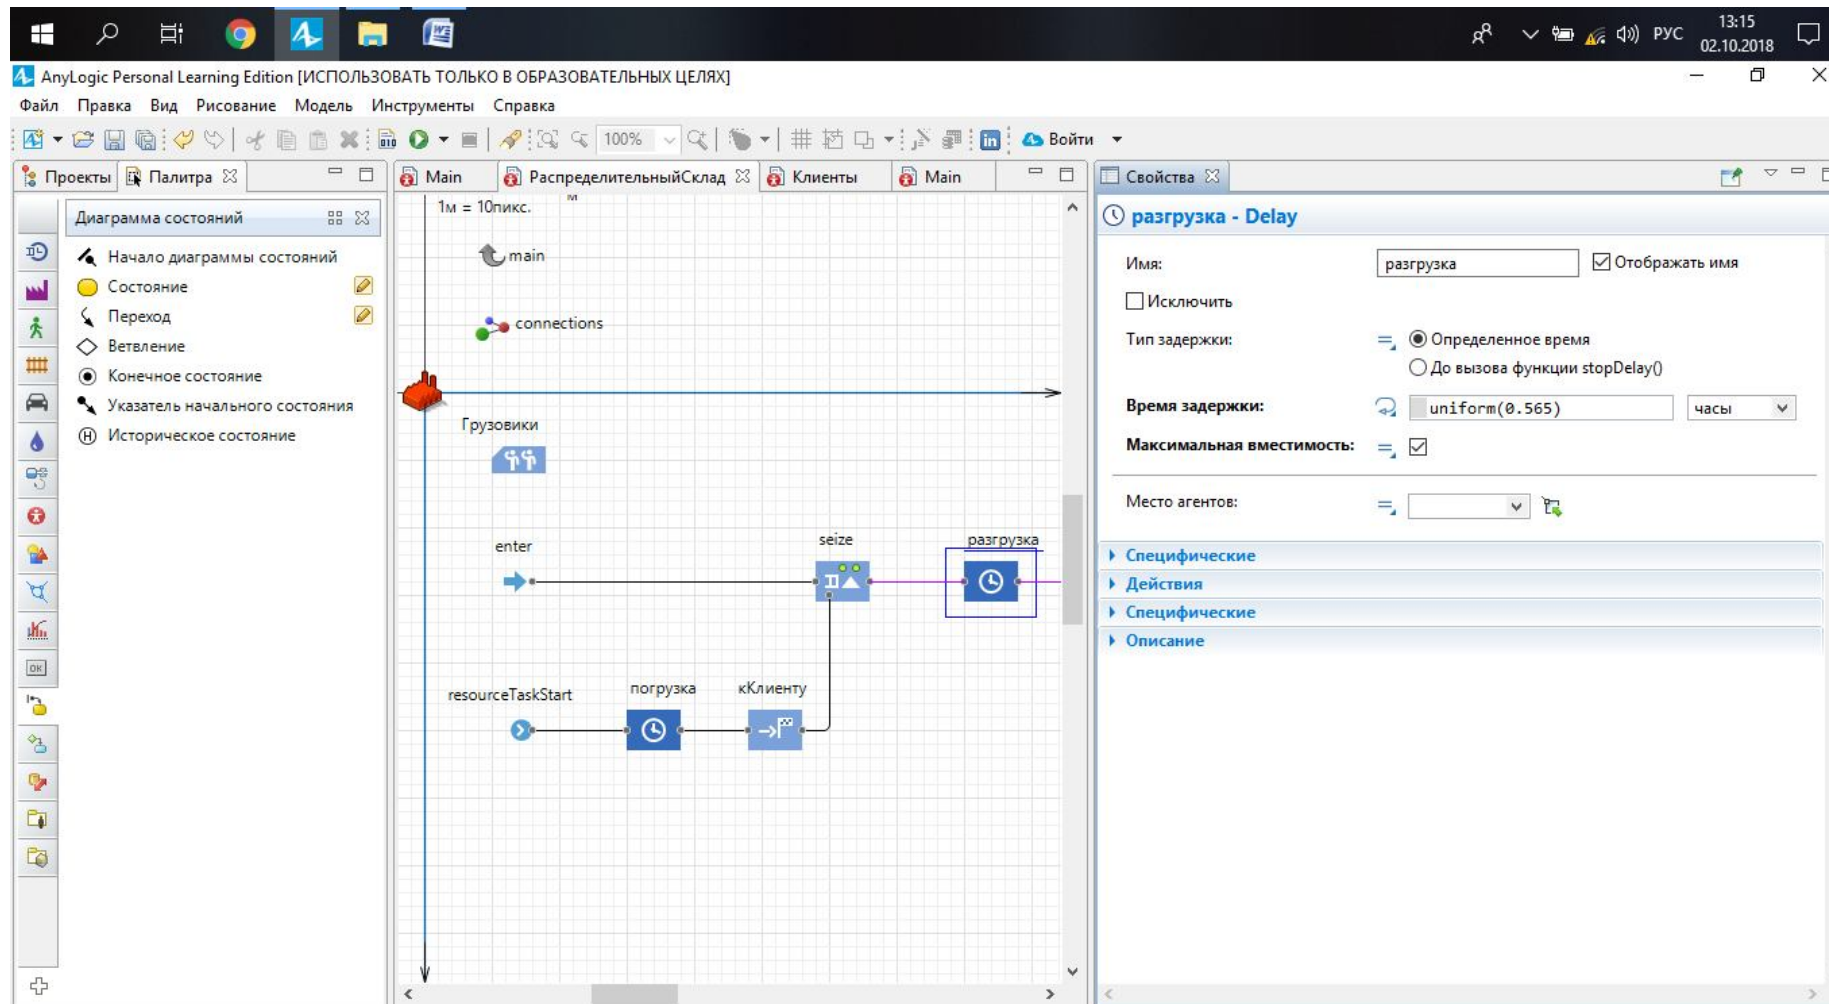 13:15
РУС
02.10.2018
AnyLogic Personal Learning Edition [ИСПОЛЬЗОВАТЬ ТОЛЬКО В ОБРАЗОВАТЕЛЬНЫХ ЦЕЛЯХ]
Файл Правка Вид Рисование Модель Инструменты Справка
100% Войти
Проекты Палитра
Main РаспределительныйСклад Клиенты Main
Свойства
Диаграмма состояний
Начало диаграммы состояний
Состояние
Переход
Ветвление
Конечное состояние
Указатель начального состояния
Историческое состояние
OK
1м = 10пикс.
м
main
connections
Грузовики
enter
seize
разгрузка
resourceTaskStart
погрузка
кКлиенту
разгрузка - Delay
Имя: разгрузка Отображать имя
Исключить
Тип задержки: Определенное время
До вызова функции stopDelay()
Время задержки: uniform(0.565) часы
Максимальная вместимость:
Место агентов:
Специфические
Действия
Специфические
Описание